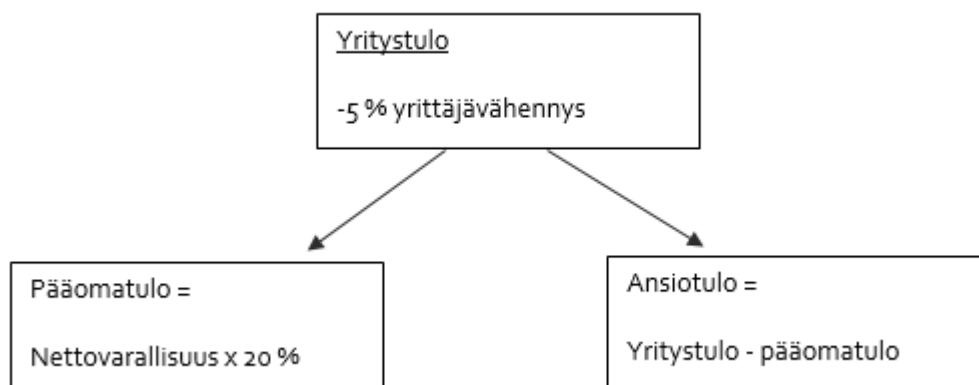 Yritystulo
-5 % yrittäjävähennys
Pääomatulo =
Nettovarallisuus x 20 %
Ansiotulo =
Yritystulo - pääomatulo